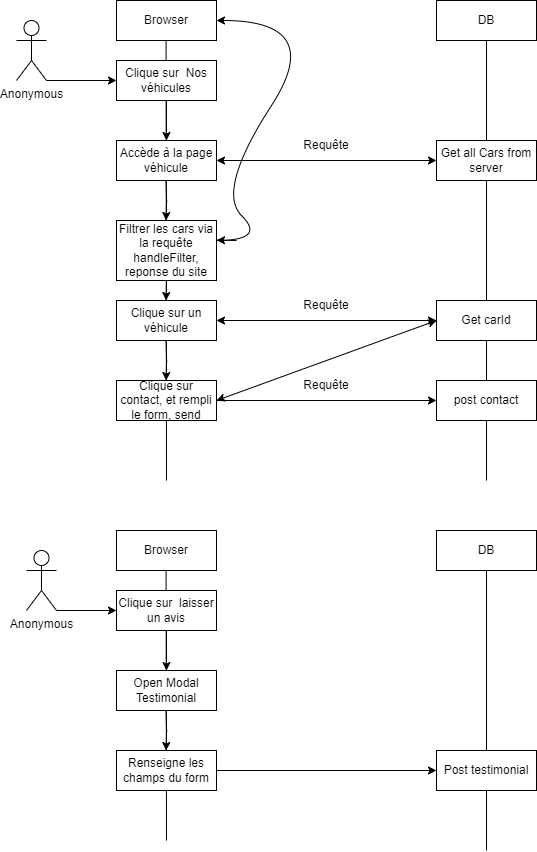 Browser
DB
Anonymous
Clique sur  Nos
véhicules
Accède à la page
véhicule
Requête
Get all Cars from
server
Filtrer les cars via
la requête
handleFilter,
reponse du site
Clique sur un
véhicule
Requête
Get carId
Clique sur
contact, et rempli
le form, send
Requête
post contact
Browser
DB
Anonymous
Clique sur  laisser
un avis
Open Modal
Testimonial
Renseigne les
champs du form
Post testimonial